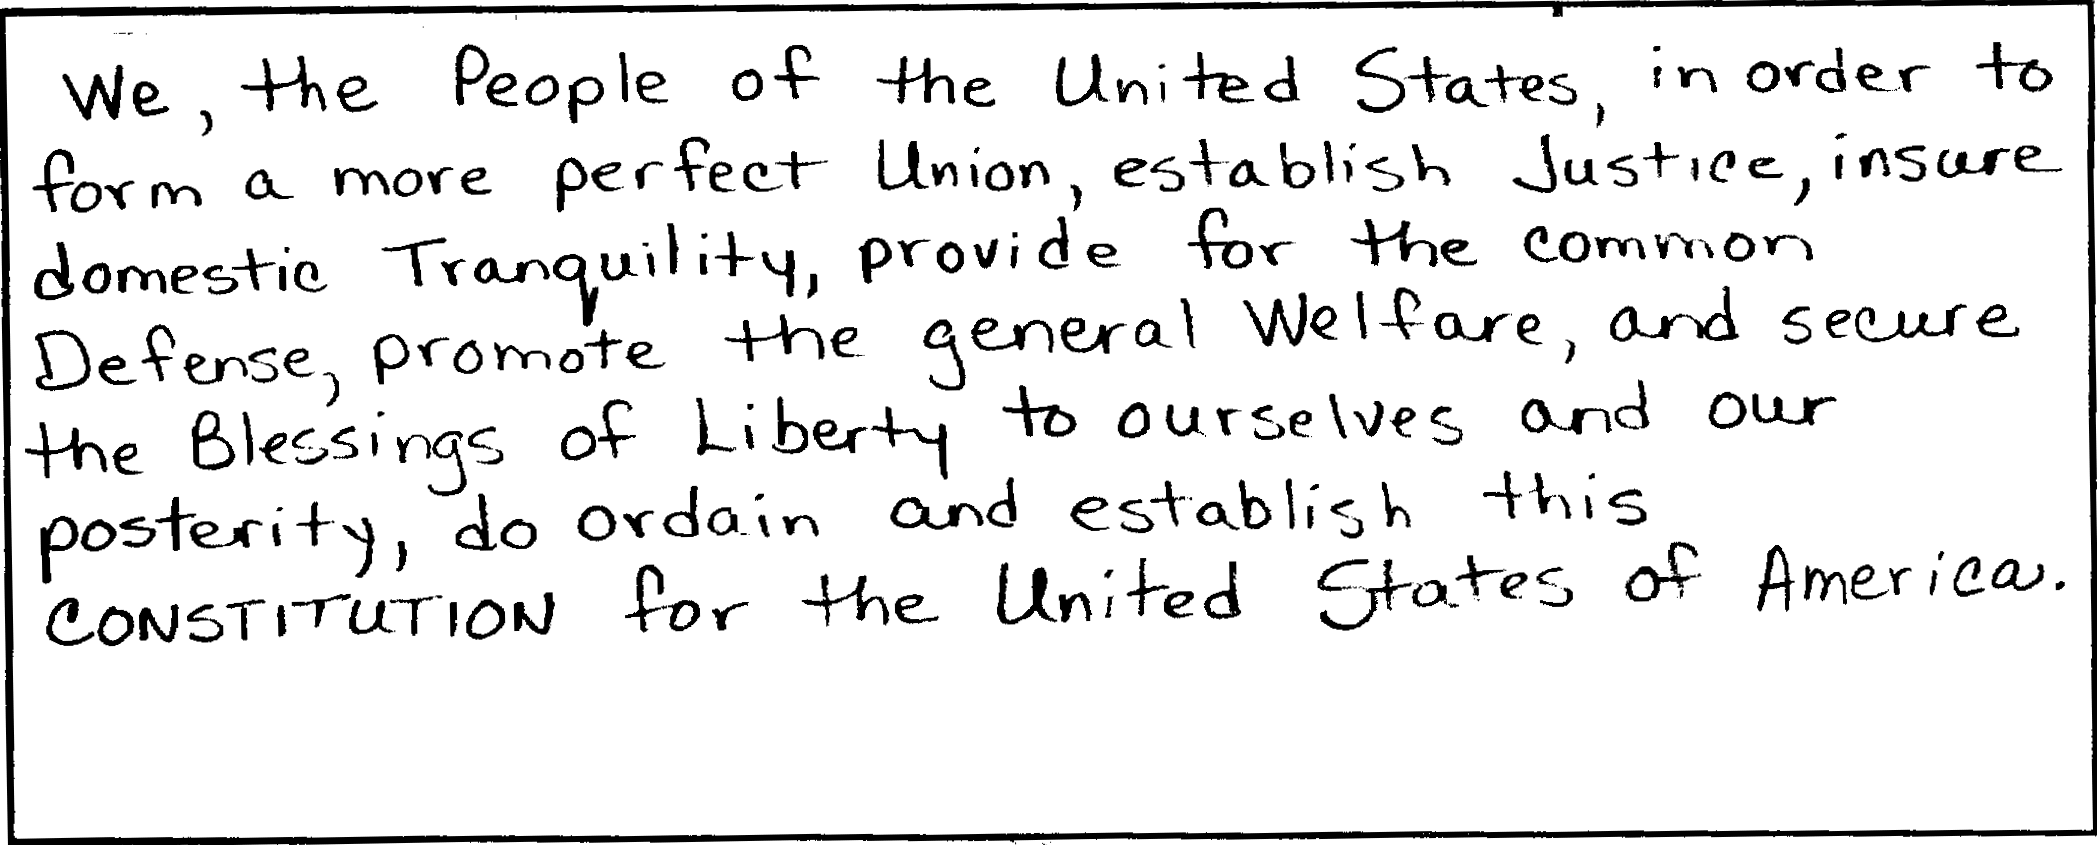 We, the People of the United States, in order to
form a more perfect Union, establish Justice, insure
domestic Tranquility, provide for the common
Defense, promote the general Welfare, and secure
the Blessings of Liberty to ourselves and our
posterity, do ordain and establish this
CONSTITUTION for the United States of America.